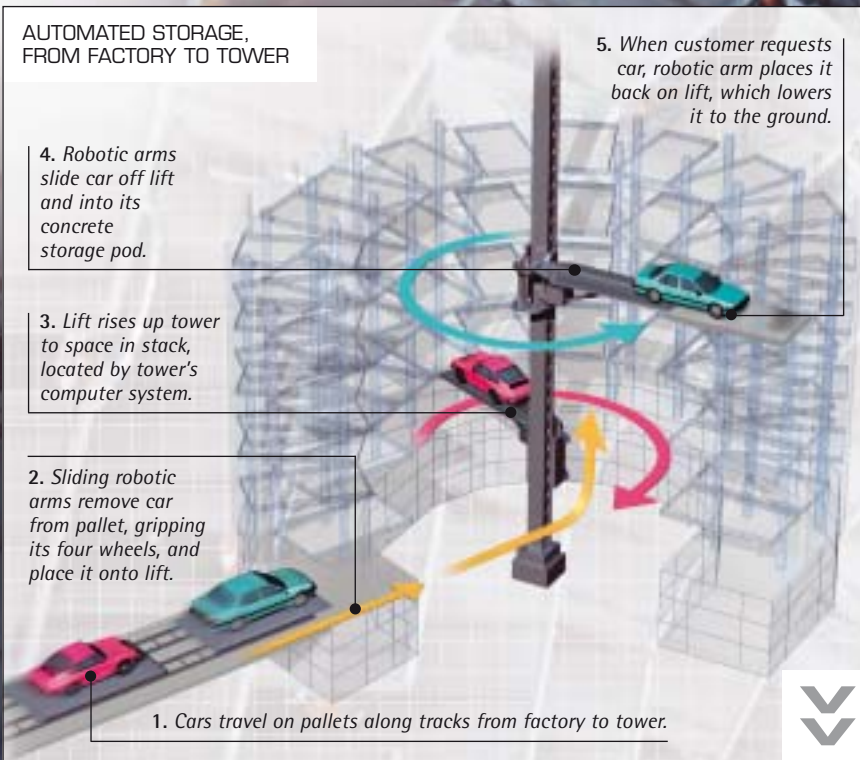 AUTOMATED STORAGE,
FROM FACTORY TO TOWER
5. When customer requests
car, robotic arm places it
back on lift, which lowers
it to the ground.
4. Robotic arms
slide car off lift
and into its
concrete
storage pod.
3. Lift rises up tower
to space in stack,
located by tower's
computer system.
2. Sliding robotic
arms remove car
from pallet, gripping
its four wheels, and
place it onto lift.
1. Cars travel on pallets along tracks from factory to tower.